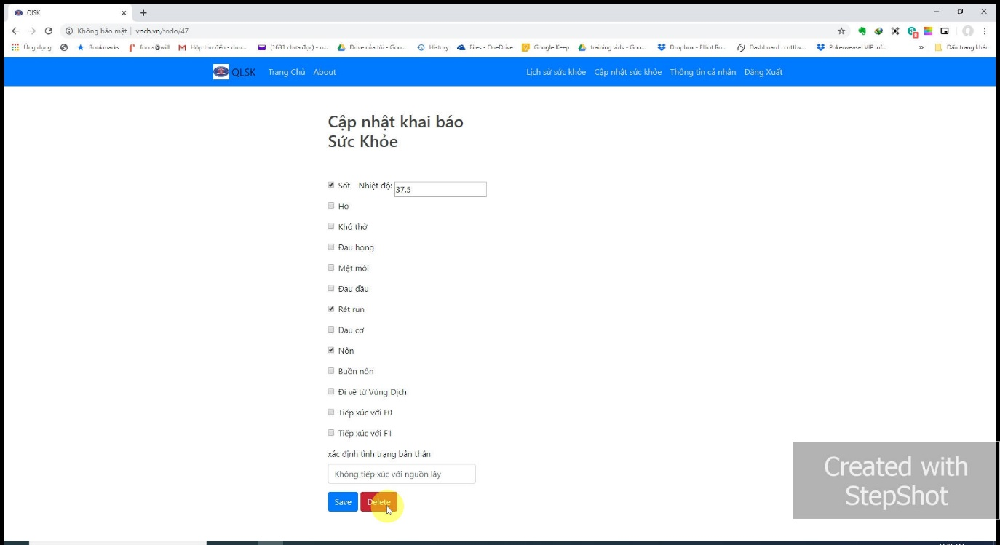 QlSK
Không bảo mật | vnch.vn/todo/47
Ứng dụng Bookmarks focus@will Hộp thư đến - dun... (1631 chưa đọc) - o... Drive của tôi - Goo... History Files - OneDrive Google Keep training vids - Goo... Dropbox - Elliot Ro... Dashboard : cnttbv... Pokerweasel VIP inf... » Dấu trang khác
QLSK Trang Chủ About Lịch sử sức khỏe Cập nhật sức khỏe Thông tin cá nhân Đăng Xuất
Cập nhật khai báo
Sức Khỏe
Sốt Nhiệt độ: 37.5
Ho
Khó thở
Đau họng
Mệt mỏi
Đau đầu
Rét run
Đau cơ
Nôn
Buồn nôn
Đi về từ Vùng Dịch
Tiếp xúc với F0
Tiếp xúc với F1
xác định tình trạng bản thân
Không tiếp xúc với nguồn lây
Save Delete
Created with
StepShot